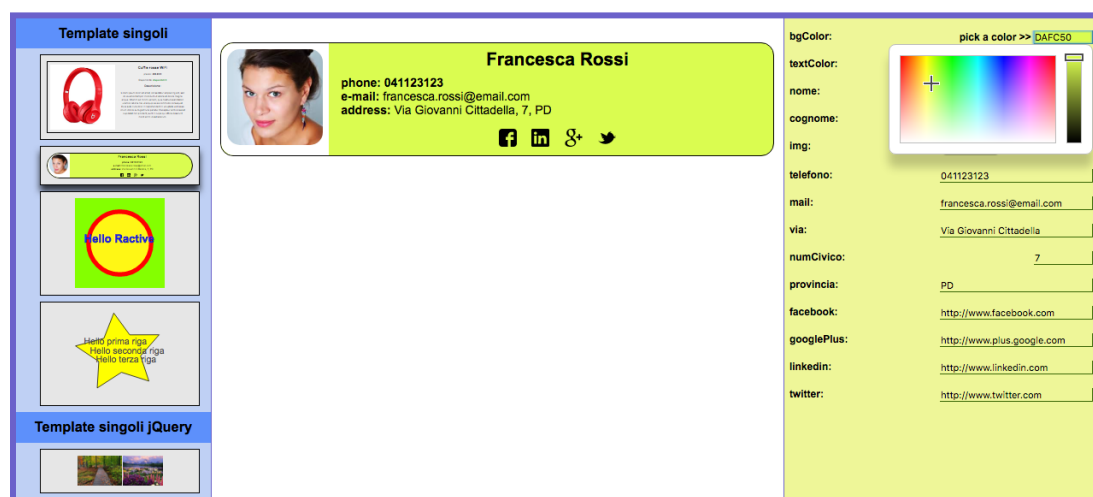 Template singoli
Francesca Rossi
Hello Ractive
Hello prima riga
Hello seconda riga
Hello terza riga
Template singoli jQuery
Francesca Rossi
phone: 041123123
e-mail: francesca.rossi@email.com
address: Via Giovanni Cittadella, 7, PD
bgColor: pick a color >> DAFC50
textColor:
nome:
cognome:
img:
telefono: 041123123
mail: francesca.rossi@email.com
via: Via Giovanni Cittadella
numCivico: 7
provincia: PD
facebook: http://www.facebook.com
googlePlus: http://www.plus.google.com
linkedin: http://www.linkedin.com
twitter: http://www.twitter.com